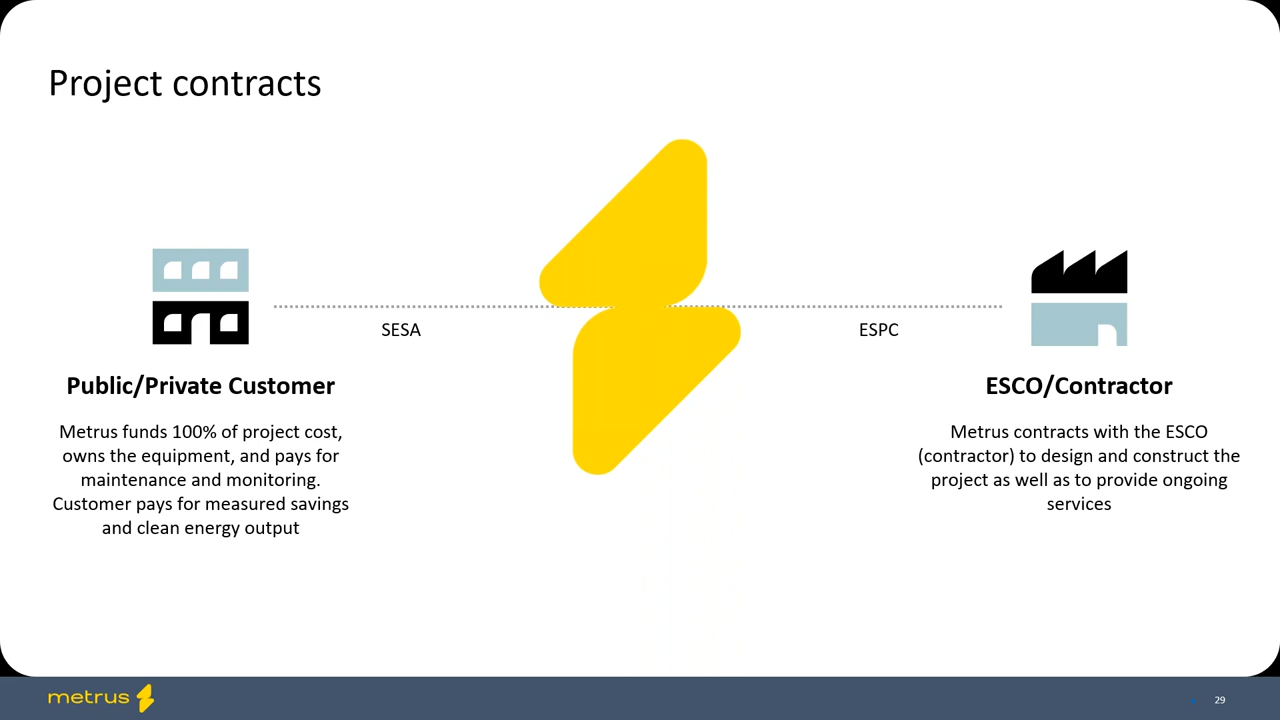 Project contracts
SESA
ESPC
Public/Private Customer
Metrus funds 100% of project cost,
owns the equipment, and pays for
maintenance and monitoring.
Customer pays for measured savings
and clean energy output
ESCO/Contractor
Metrus contracts with the ESCO
(contractor) to design and construct the
project as well as to provide ongoing
services
metrus
29